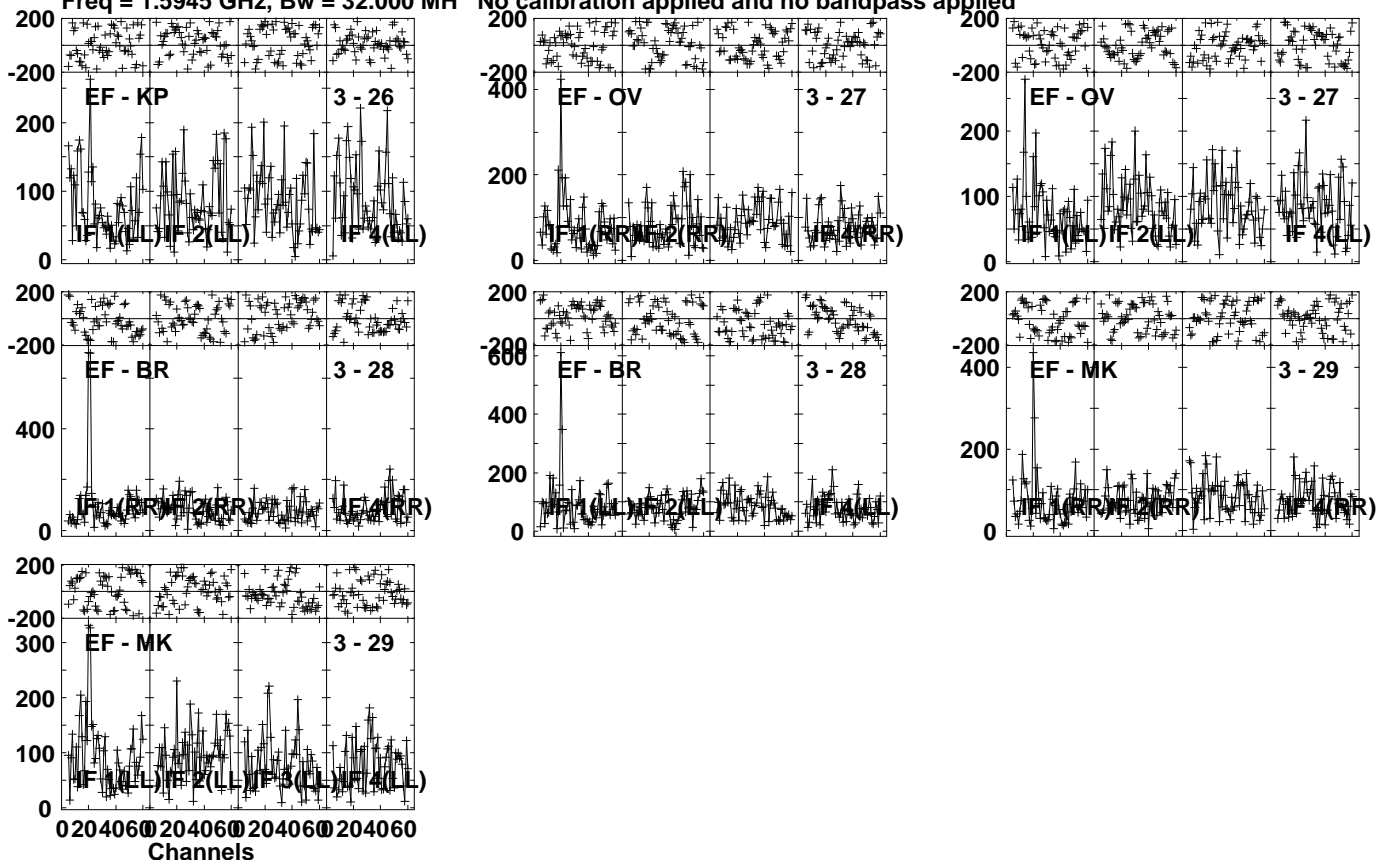 Freq = 1.5945 GHz, Bw = 32.000 MH No calibration applied and no bandpass applied
200
-200
EF - KP 3 - 26
200
100
0
IF 1(LL) IF 2(LL) IF 4(LL)
200
-200
400
EF - OV 3 - 27
200
0
IF 1(RR) IF 2(RR) IF 4(RR)
200
-200
EF - OV 3 - 27
200
100
0
IF 1(LL) IF 2(LL) IF 4(LL)
200
-200
EF - BR 3 - 28
400
0
IF 1(RR) IF 2(RR) IF 4(RR)
200
-200
600
EF - BR 3 - 28
400
200
0
IF 1(LL) IF 2(LL) IF 4(LL)
200
-200
400
EF - MK 3 - 29
200
0
IF 1(RR) IF 2(RR) IF 4(RR)
200
-200
EF - MK 3 - 29
300
200
100
0
IF 1(LL) IF 2(LL) IF 3(LL) IF 4(LL)
0 20 40 60 0 20 40 60 0 20 40 60 0 20 40 60
Channels